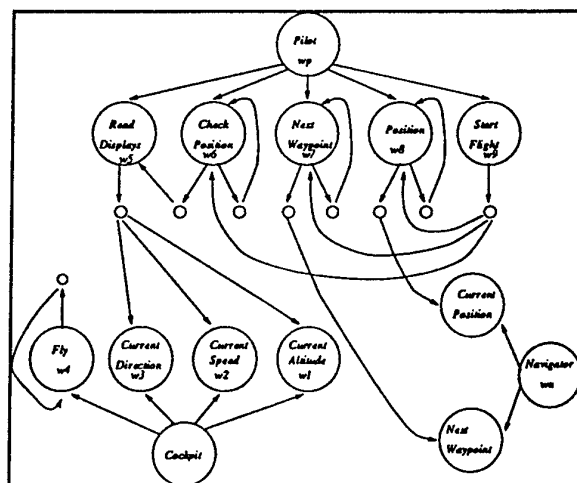 Pilot
wp
Read
Displays
w5
Check
Position
w6
Next
Waypoint
w7
Position
w8
Start
Flight
w9
Current
Position
Fly
w4
Current
Direction
w3
Current
Speed
w2
Current
Altitude
w1
Navigator
wn
Next
Waypoint
Cockpit